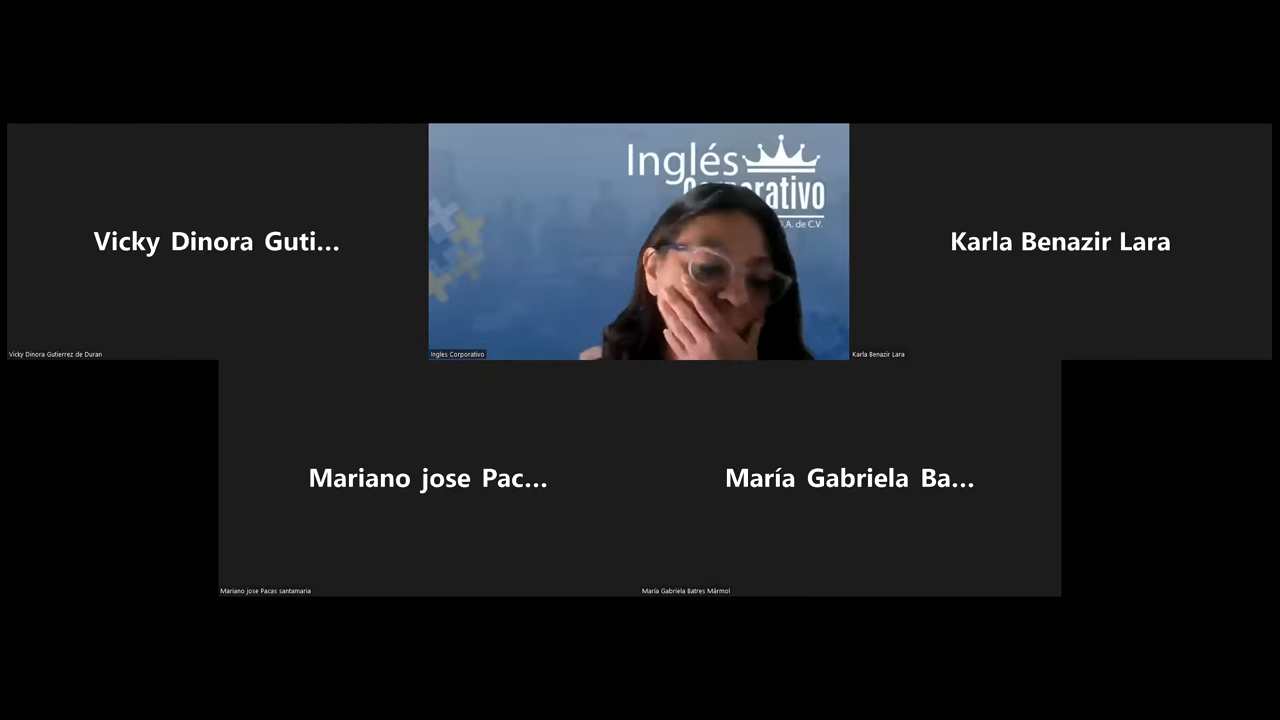 Vicky Dinora Guti...
Vicky Dinora Gutierrez de Duran
Inglés
rativo
S.A. de C.V.
Ingles Corporativo
Karla Benazir Lara
Karla Benazir Lara
Mariano jose Pac...
Mariano jose Pacas santamaria
María Gabriela Ba...
María Gabriela Batres Mármol